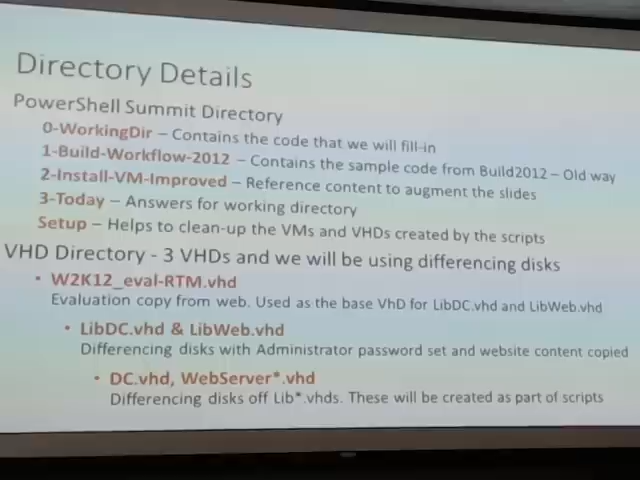 Directory Details
PowerShell Summit Directory
0-WorkingDir – Contains the code that we will fill-in
1-Build-Workflow-2012 – Contains the sample code from Build2012 – Old way
2-Install-VM-Improved – Reference content to augment the slides
3-Today – Answers for working directory
Setup – Helps to clean-up the VMs and VHDs created by the scripts
VHD Directory - 3 VHDs and we will be using differencing disks
• W2K12_eval-RTM.vhd
Evaluation copy from web. Used as the base VhD for LibDC.vhd and LibWeb.vhd
• LibDC.vhd & LibWeb.vhd
Differencing disks with Administrator password set and website content copied
• DC.vhd, WebServer*.vhd
Differencing disks off Lib*.vhds. These will be created as part of scripts